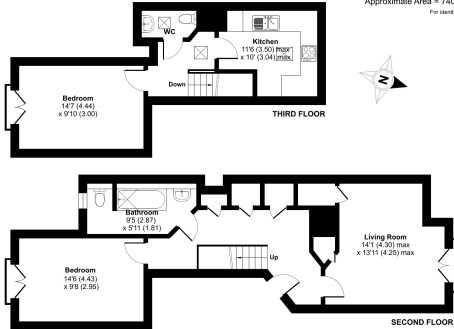 Approximate Area = 740
For identi
WC
Kitchen
11'6 (3.50) max
x 10' (3.04) max
Down
Bedroom
14'7 (4.44)
x 9'10 (3.00)
N
THIRD FLOOR
Bathroom
9'5 (2.87)
x 5'11 (1.81)
Living Room
14'1 (4.30) max
x 13'11 (4.25) max
Bedroom
14'6 (4.43)
x 9'8 (2.95)
Up
SECOND FLOOR